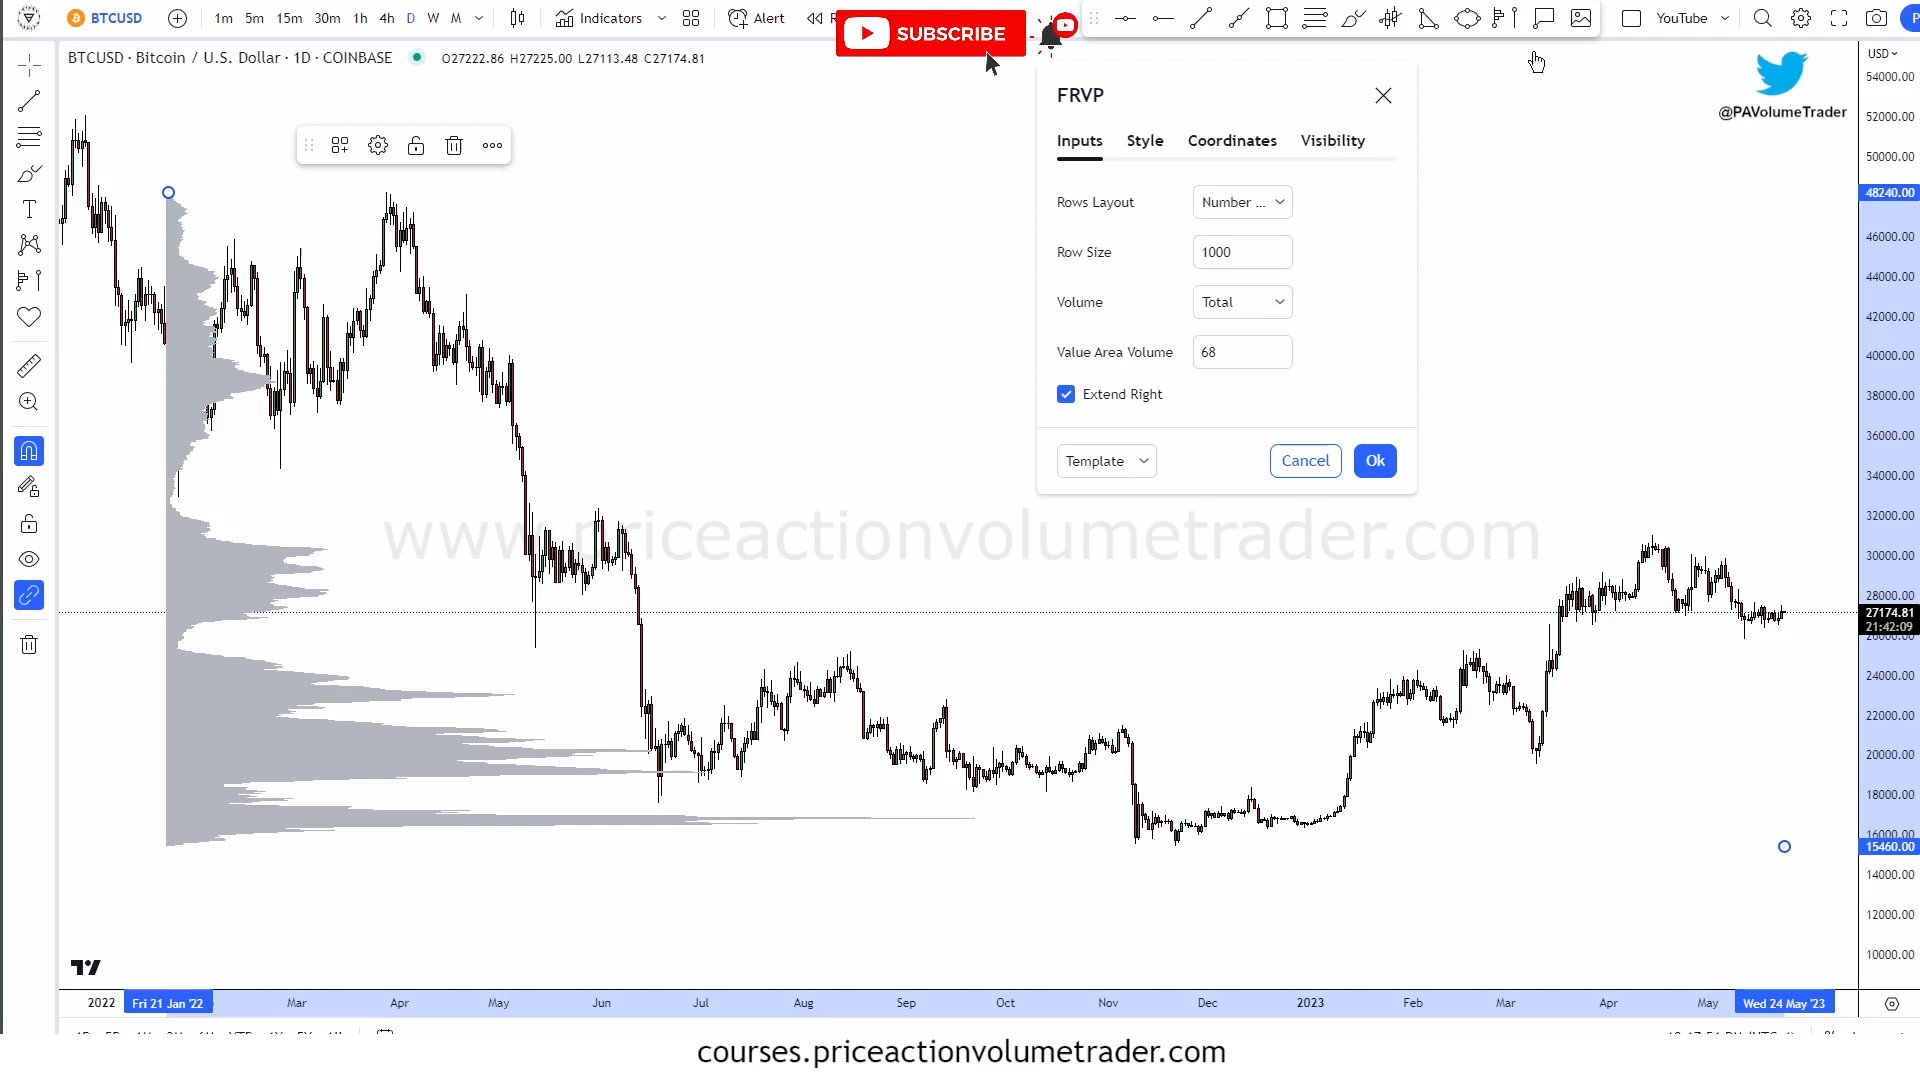 BTCUSD
1m 5m 15m 30m 1h 4h D W M
Indicators
Alert
SUBSCRIBE
YouTube
BTCUSD · Bitcoin / U.S. Dollar · 1D · COINBASE
O27222.86 H27225.00 L27113.48 C27174.81
@PAVolumeTrader
FRVP
Inputs Style Coordinates Visibility
Rows Layout Number ...
Row Size 1000
Volume Total
Value Area Volume 68
Extend Right
Template Cancel Ok
www.priceactionvolumetrader.com
USD
54000.00
52000.00
50000.00
48240.00
46000.00
44000.00
42000.00
40000.00
38000.00
36000.00
34000.00
32000.00
30000.00
28000.00
27174.81
21:42:09
26000.00
24000.00
22000.00
20000.00
18000.00
16000.00
15460.00
14000.00
12000.00
10000.00
2022 Fri 21 Jan '22 Mar Apr May Jun Jul Aug Sep Oct Nov Dec 2023 Feb Mar Apr May Wed 24 May '23
courses.priceactionvolumetrader.com